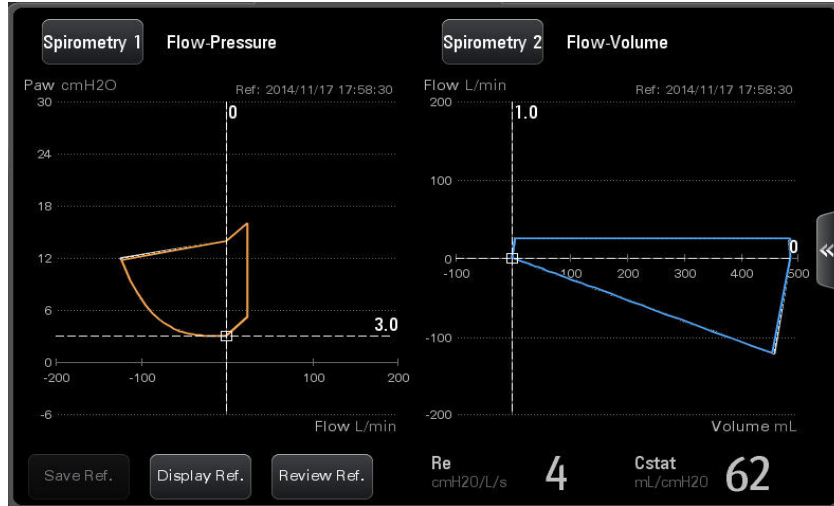 Spirometry 1 Flow-Pressure
Paw cmH2O
Ref: 2014/11/17 17:58:30
30
0
24
18
12
6
3.0
0
-200 -100 100 200
-6
Flow L/min
Spirometry 2 Flow-Volume
Flow L/min
Ref: 2014/11/17 17:58:30
200
1.0
100
0
0
-100 100 200 300 400 500
-100
-200
Volume mL
Save Ref. Display Ref. Review Ref.
Re
cmH2O/L/s
4
Cstat
mL/cmH2O
62